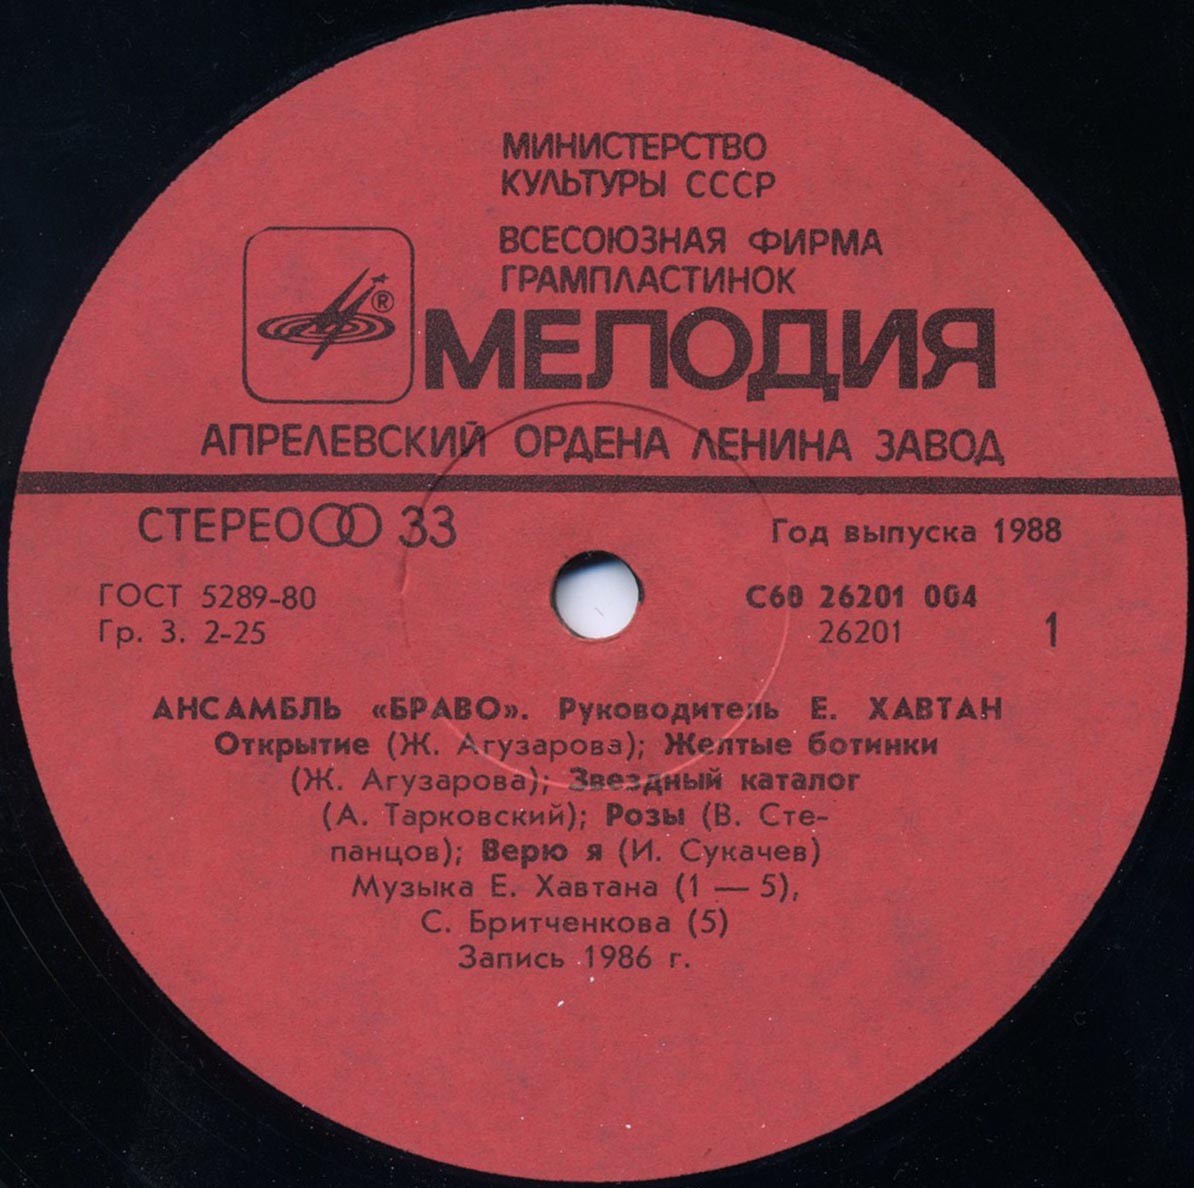 МИНИСТЕРСТВО
КУЛЬТУРЫ СССР
ВСЕСОЮЗНАЯ ФИРМА
ГРАМПЛАСТИНОК
®
МЕЛОДИЯ
АПРЕЛЕВСКИЙ ОРДЕНА ЛЕНИНА ЗАВОД
СТЕРЕО 33
Год выпуска 1988
ГОСТ 5289-80
Гр. 3. 2-25
С60 26201 004
26201
1
АНСАМБЛЬ «БРАВО». Руководитель Е. ХАВТАН
Открытие (Ж. Агузарова); Желтые ботинки
(Ж. Агузарова); Звездный каталог
(А. Тарковский); Розы (В. Сте-
панцов); Верю я (И. Сукачев)
Музыка Е. Хавтана (1 — 5),
С. Бритченкова (5)
Запись 1986 г.